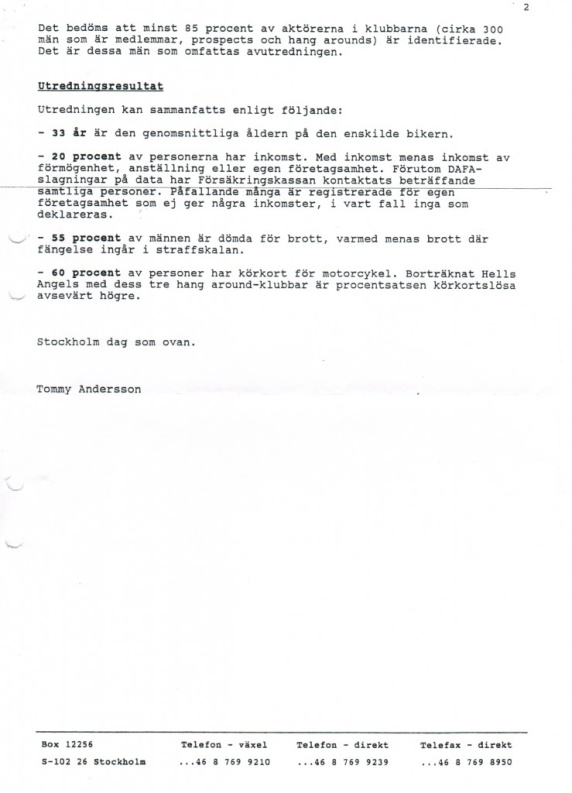 2
Det bedöms att minst 85 procent av aktörerna i klubbarna (cirka 300
män som är medlemmar, prospects och hang arounds) är identifierade.
Det är dessa män som omfattas avutredningen.
Utredningsresultat
Utredningen kan sammanfatts enligt följande:
- 33 år är den genomsnittliga åldern på den enskilde bikern.
- 20 procent av personerna har inkomst. Med inkomst menas inkomst av
förmögenhet, anställning eller egen företagsamhet. Förutom DAFA-
slagningar på data har Försäkringskassan kontaktats beträffande
samtliga personer. Påfallande många är registrerade för egen
företagsamhet som ej ger några inkomster, i vart fall inga som
deklareras.
- 55 procent av männen är dömda för brott, varmed menas brott där
fängelse ingår i straffskalan.
- 60 procent av personer har körkort för motorcykel. Borträknat Hells
Angels med dess tre hang around-klubbar är procentsatsen körkortslösa
avsevärt högre.
Stockholm dag som ovan.
Tommy Andersson
Box 12256 Telefon - växel Telefon - direkt Telefax - direkt
S-102 26 Stockholm ...46 8 769 9210 ...46 8 769 9239 ...46 8 769 8950